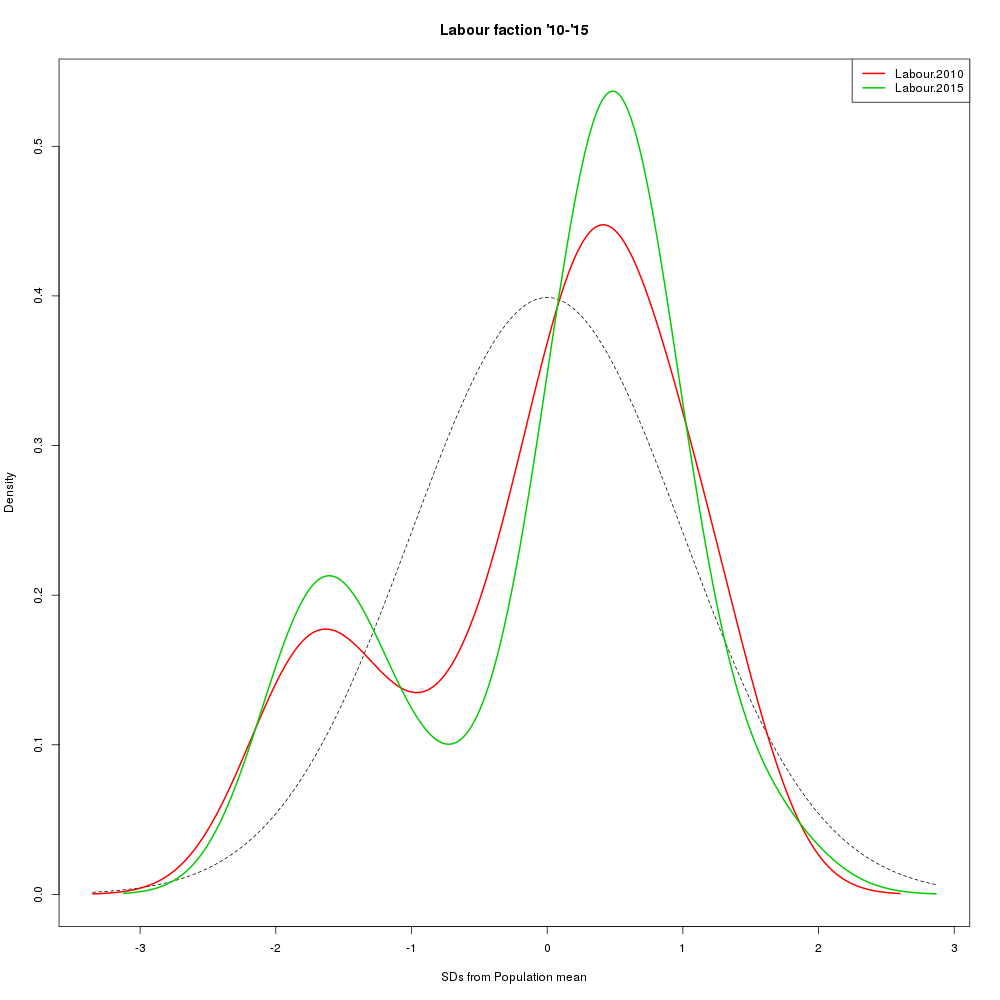 Labour faction '10-'15
Labour.2010
Labour.2015
Density
0.5
0.4
0.3
0.2
0.1
0.0
-3 -2 -1 0 1 2 3
SDs from Population mean